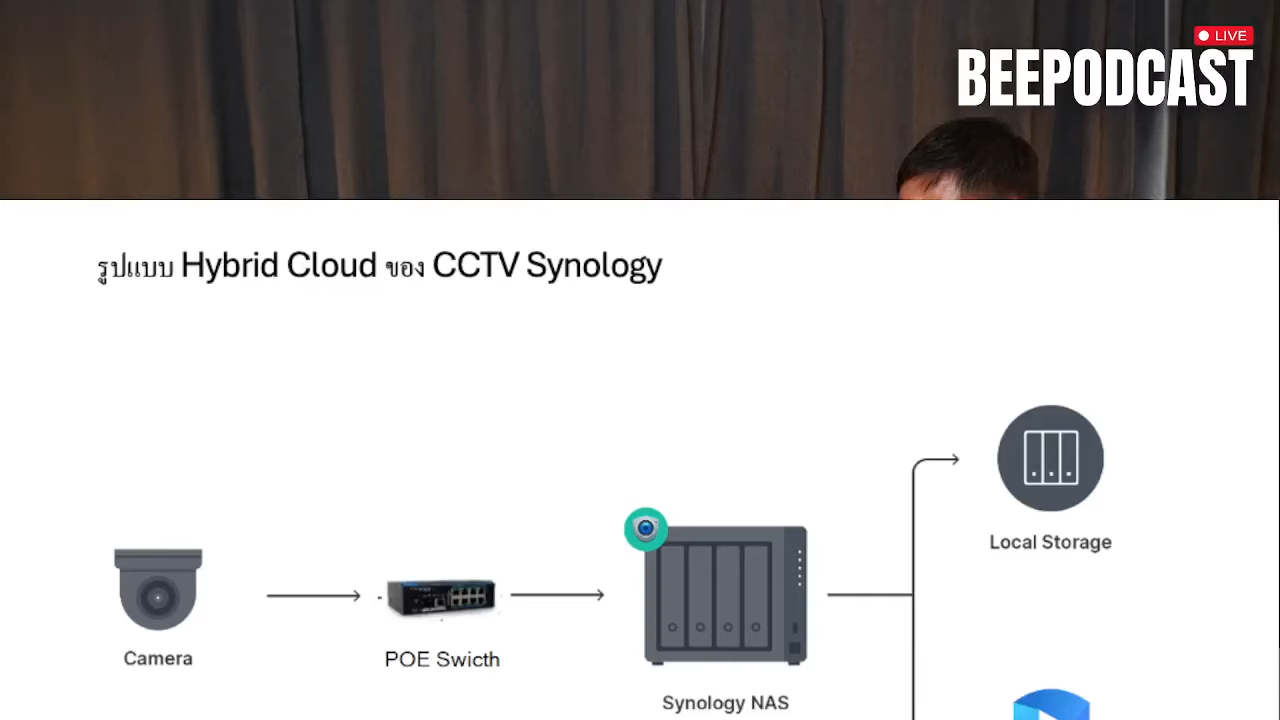 LIVE
BEEPODCAST
รูปแบบ Hybrid Cloud ของ CCTV Synology
Local Storage
Camera
POE Swicth
Synology NAS